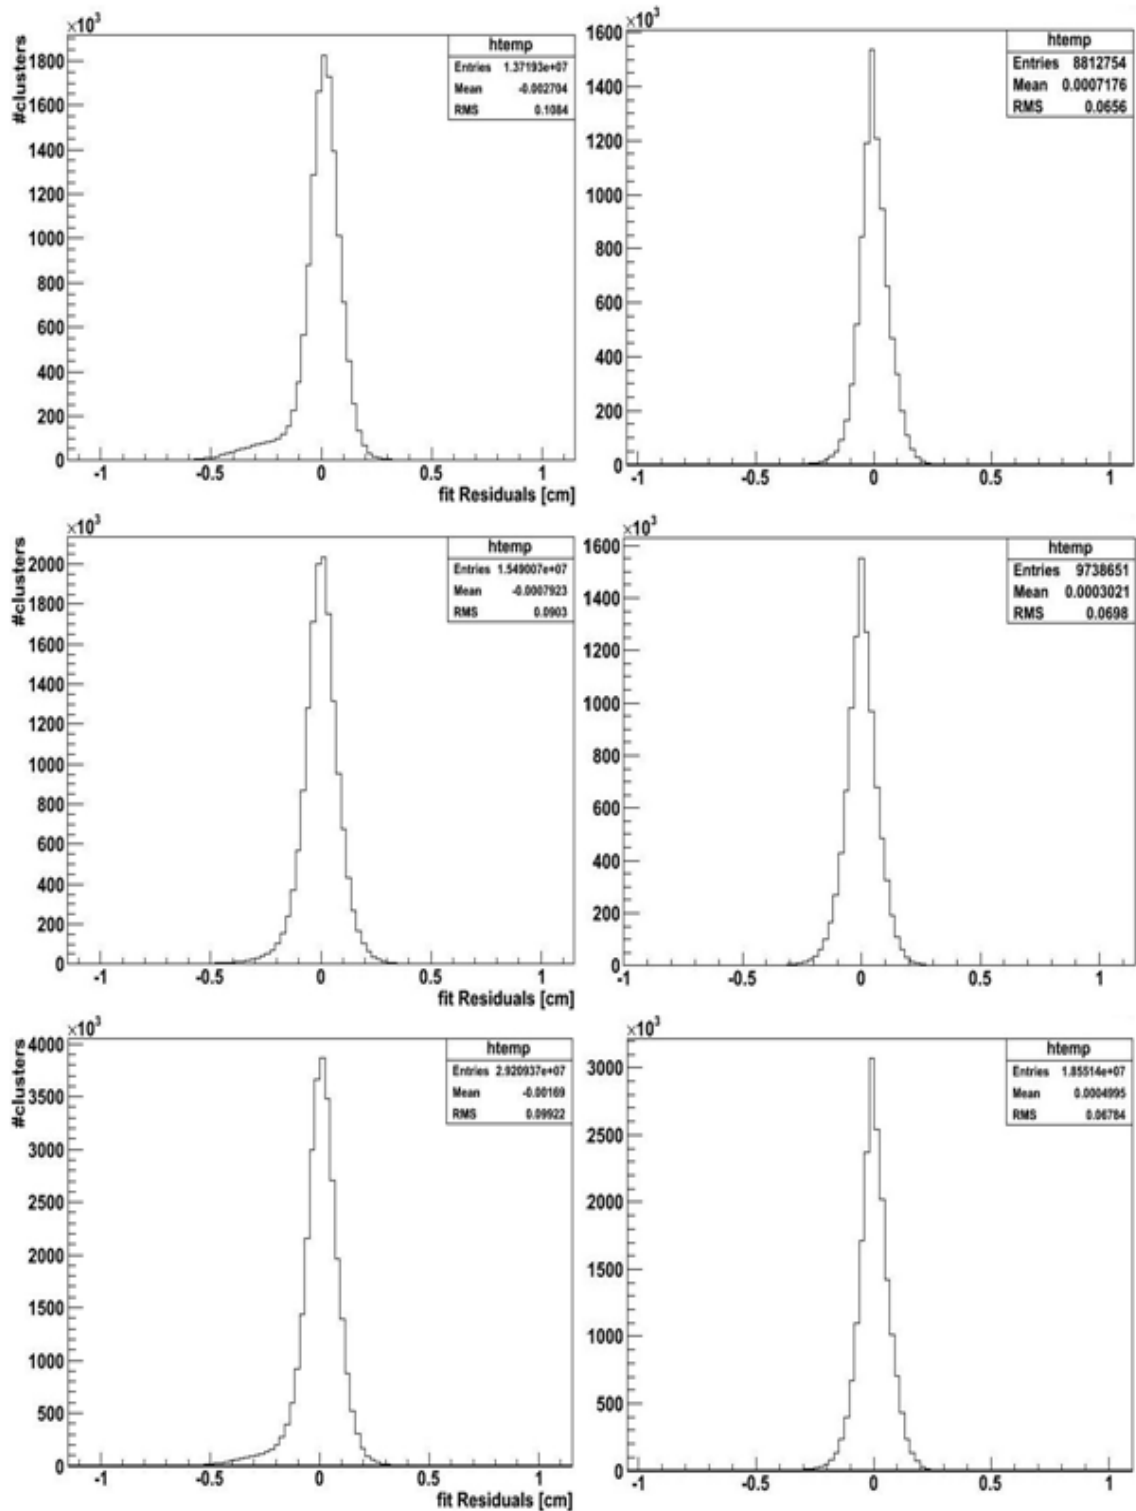 ×10³
#clusters
1800
1600
1400
1200
1000
800
600
400
200
0
-1 -0.5 0 0.5 1
fit Residuals [cm]
htemp
Entries 1.37193e+07
Mean -0.002704
RMS 0.1084
×10³
1600
1400
1200
1000
800
600
400
200
0
-1 -0.5 0 0.5 1
htemp
Entries 8812754
Mean 0.0007176
RMS 0.0656
×10³
#clusters
2000
1800
1600
1400
1200
1000
800
600
400
200
0
-1 -0.5 0 0.5 1
fit Residuals [cm]
htemp
Entries 1.549007e+07
Mean -0.0007923
RMS 0.0903
×10³
1600
1400
1200
1000
800
600
400
200
0
-1 -0.5 0 0.5 1
htemp
Entries 9738651
Mean 0.0003021
RMS 0.0698
×10³
#clusters
4000
3500
3000
2500
2000
1500
1000
500
0
-1 -0.5 0 0.5 1
fit Residuals [cm]
htemp
Entries 2.920937e+07
Mean -0.00169
RMS 0.09922
×10³
3000
2500
2000
1500
1000
500
0
-1 -0.5 0 0.5 1
htemp
Entries 1.85514e+07
Mean 0.0004995
RMS 0.06784